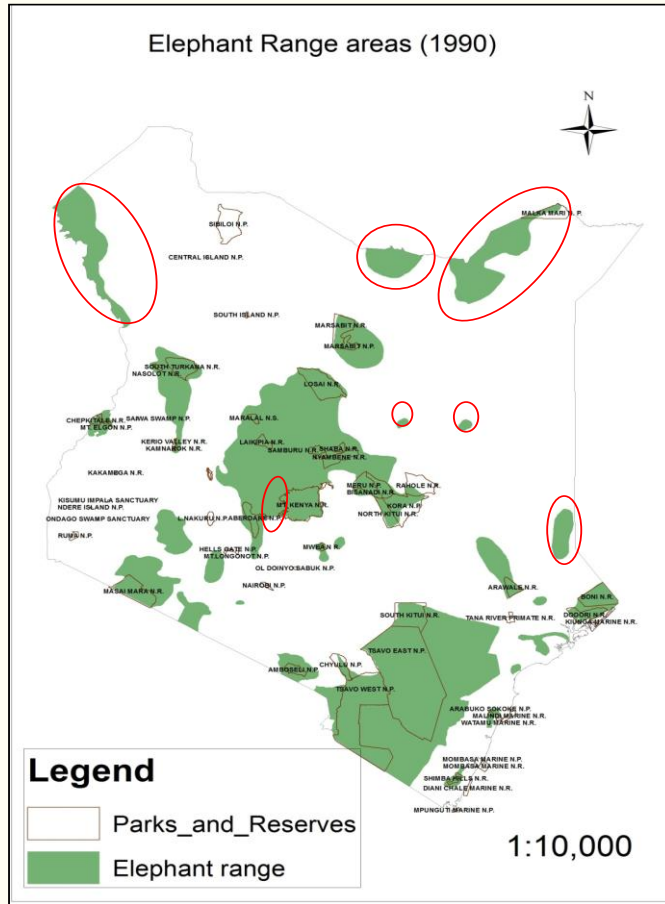 Elephant Range areas (1990)
N
MALKA MARI N.P.
SIBILOI N.P.
CENTRAL ISLAND N.P.
SOUTH ISLAND N.P.
MARSABIT N.R.
MARSABIT N.P.
SOUTH TURKANA N.R.
NASOLOT N.R.
LOSAI N.R.
CHEPKITALE N.R.
SAIWA SWAMP N.P.
MT. ELGON N.P.
MARALAL N.S.
KERIO VALLEY N.R.
KAMNAROK N.R.
LAIKIPIA N.R.
SAMBURU N.R.
SHABA N.R.
NYAMBENE N.R.
KAKAMEGA N.R.
MERU N.P.
BISANADI N.R.
RAHOLE N.R.
KISUMU IMPALA SANCTUARY
NDERE ISLAND N.P.
MT. KENYA N.R.
KORA N.P.
NORTH KITUI N.R.
ONDAGO SWAMP SANCTUARY
L.NAKURU N.P.
ABERDARE N.P.
RUMA N.P.
HELLS GATE N.P.
MT.LONGONOT N.P.
MWEA N.R.
OL DOINYO SABUK N.P.
NAIROBI N.P.
MASAI MARA N.R.
ARAWALE N.R.
BONI N.R.
SOUTH KITUI N.R.
TANA RIVER PRIMATE N.R.
DODORI N.R.
KIUNGA MARINE N.R.
TSAVO EAST N.P.
CHYULU N.P.
AMBOSELI N.P.
TSAVO WEST N.P.
ARABUKO SOKOKE N.P.
MALINDI MARINE N.R.
WATAMU MARINE N.R.
MOMBASA MARINE N.P.
MOMBASA MARINE N.R.
SHIMBA HILLS N.R.
DIANI CHALE MARINE N.R.
MPUNGUTI MARINE N.P.
Legend
Parks_and_Reserves
Elephant range
1:10,000